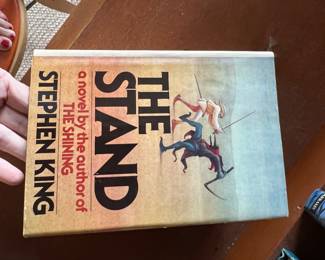 THE
STAND
a novel by the author of
THE SHINING
STEPHEN KING